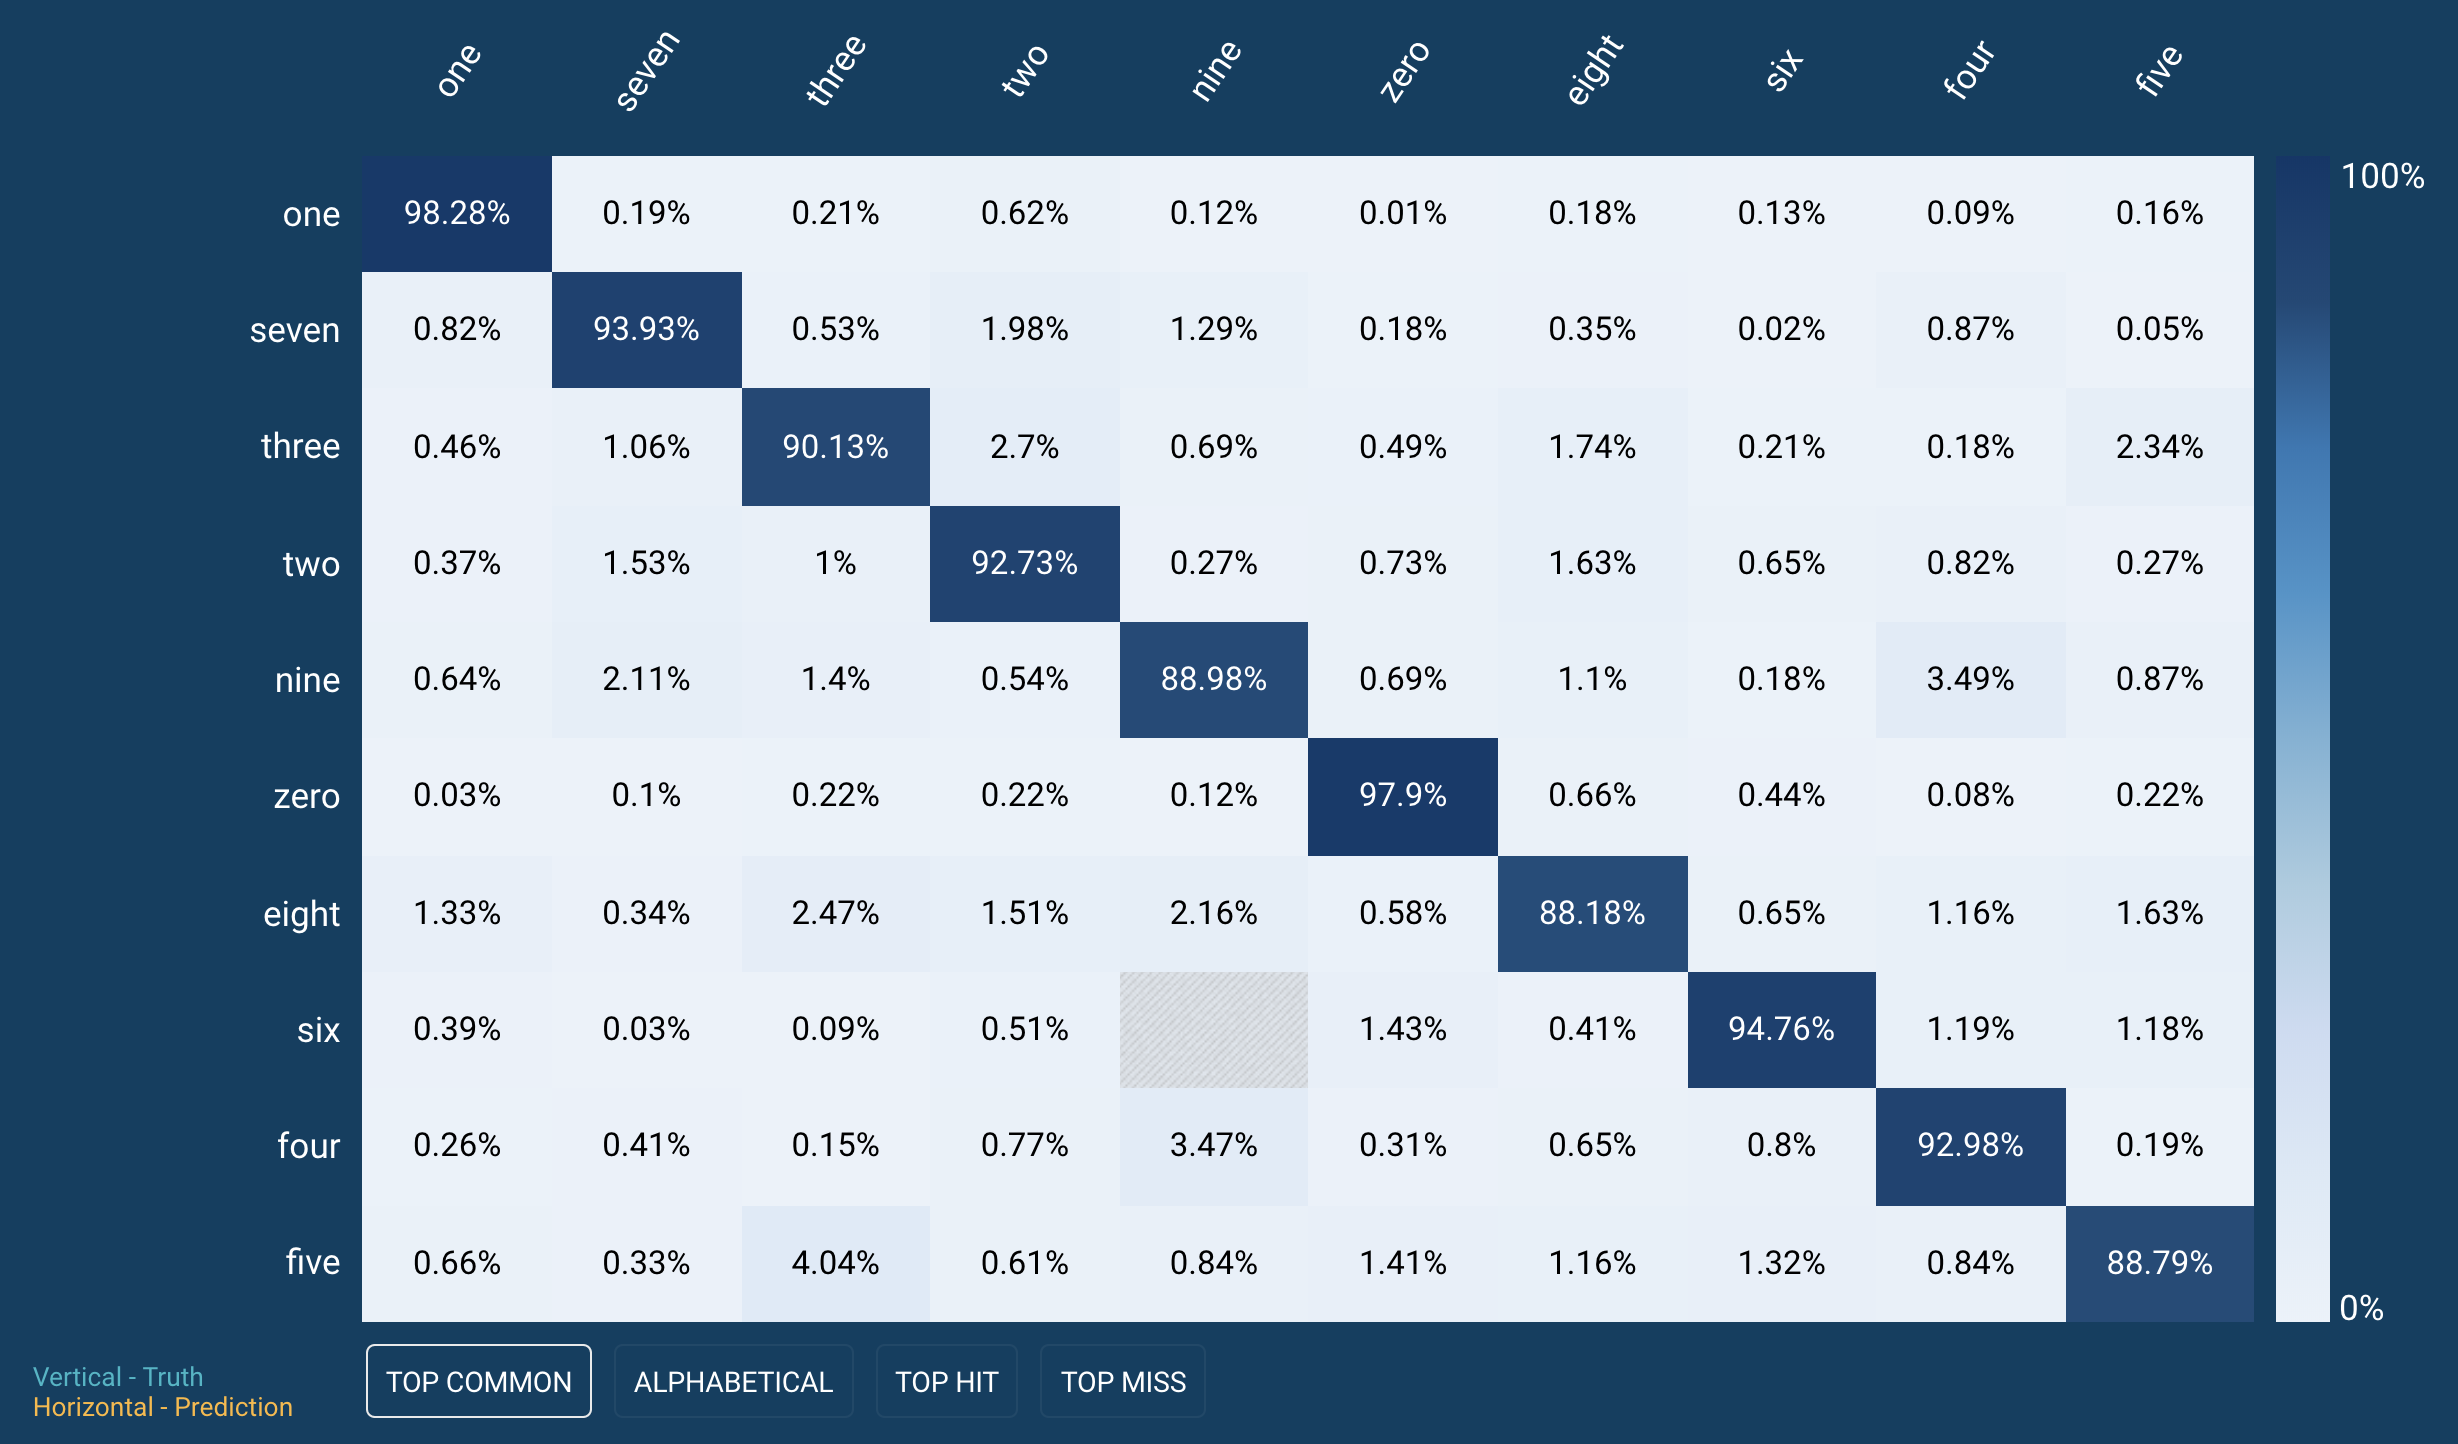 one seven three two nine zero eight six four five
100%
one 98.28% 0.19% 0.21% 0.62% 0.12% 0.01% 0.18% 0.13% 0.09% 0.16%
seven 0.82% 93.93% 0.53% 1.98% 1.29% 0.18% 0.35% 0.02% 0.87% 0.05%
three 0.46% 1.06% 90.13% 2.7% 0.69% 0.49% 1.74% 0.21% 0.18% 2.34%
two 0.37% 1.53% 1% 92.73% 0.27% 0.73% 1.63% 0.65% 0.82% 0.27%
nine 0.64% 2.11% 1.4% 0.54% 88.98% 0.69% 1.1% 0.18% 3.49% 0.87%
zero 0.03% 0.1% 0.22% 0.22% 0.12% 97.9% 0.66% 0.44% 0.08% 0.22%
eight 1.33% 0.34% 2.47% 1.51% 2.16% 0.58% 88.18% 0.65% 1.16% 1.63%
six 0.39% 0.03% 0.09% 0.51% 1.43% 0.41% 94.76% 1.19% 1.18%
four 0.26% 0.41% 0.15% 0.77% 3.47% 0.31% 0.65% 0.8% 92.98% 0.19%
five 0.66% 0.33% 4.04% 0.61% 0.84% 1.41% 1.16% 1.32% 0.84% 88.79%
0%
Vertical - Truth
Horizontal - Prediction
TOP COMMON ALPHABETICAL TOP HIT TOP MISS